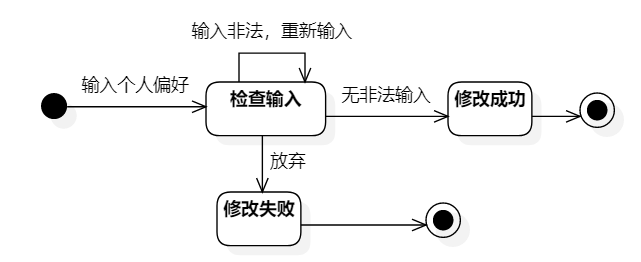 输入非法，重新输入
输入个人偏好
检查输入
无非法输入
修改成功
放弃
修改失败